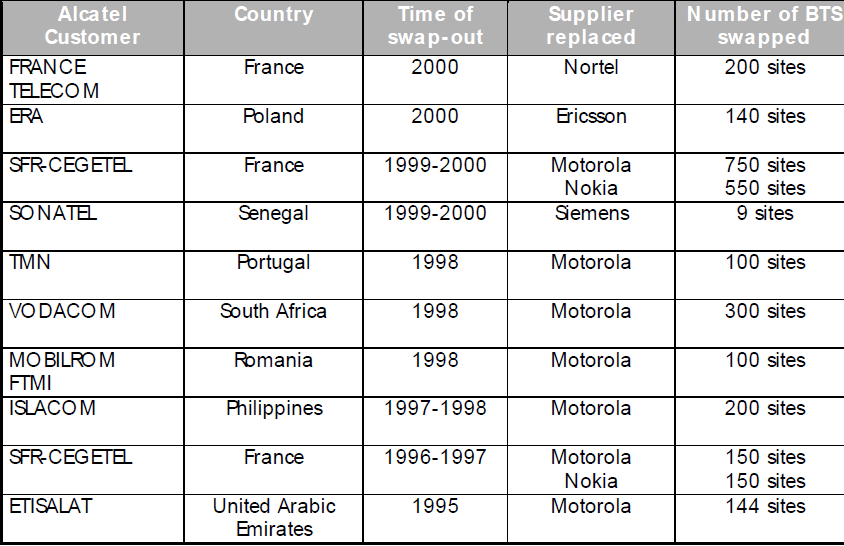 Alcatel Customer Country Time of swap-out Supplier replaced Number of BTS swapped
FRANCE TELECOM France 2000 Nortel 200 sites
ERA Poland 2000 Ericsson 140 sites
SFR-CEGETEL France 1999-2000 Motorola 750 sites
Nokia 550 sites
SONATEL Senegal 1999-2000 Siemens 9 sites
TMN Portugal 1998 Motorola 100 sites
VODACOM South Africa 1998 Motorola 300 sites
MOBILROM FTMI Romania 1998 Motorola 100 sites
ISLACOM Philippines 1997-1998 Motorola 200 sites
SFR-CEGETEL France 1996-1997 Motorola 150 sites
Nokia 150 sites
ETISALAT United Arabic Emirates 1995 Motorola 144 sites